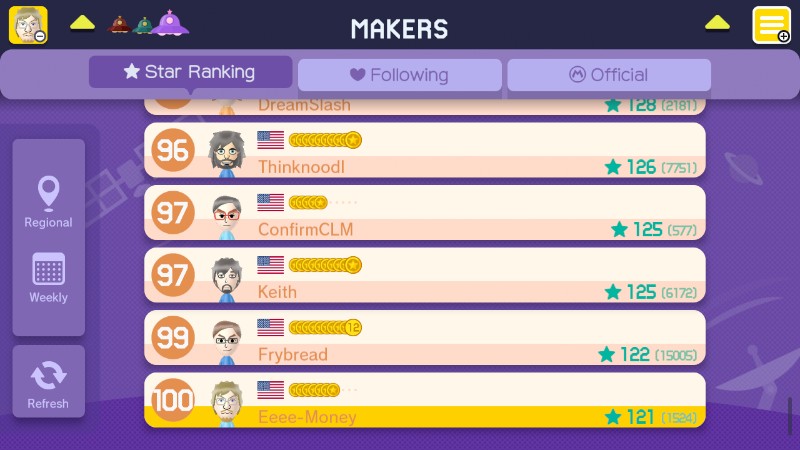 MAKERS
Star Ranking
Following
Official
DreamSlash
128 (2181)
Regional
Weekly
Refresh
96
Thinknoodl
126 (7751)
97
ConfirmCLM
125 (577)
97
Keith
125 (6172)
99
12
Frybread
122 (15005)
100
Eeee-Money
121 (1524)